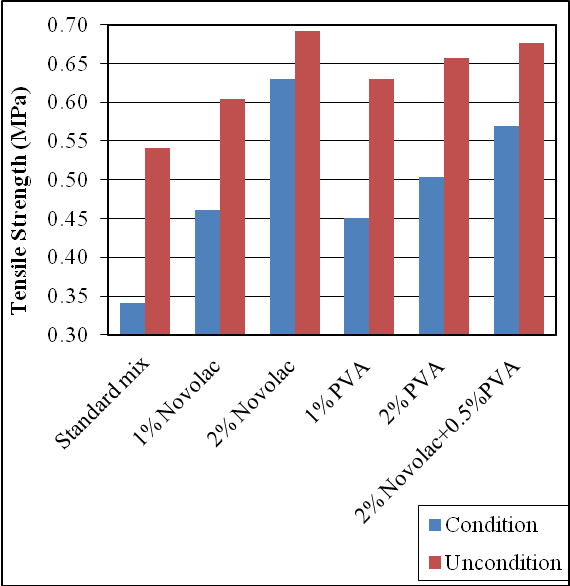 Tensile Strength (MPa)
0.70
0.65
0.60
0.55
0.50
0.45
0.40
0.35
0.30
Standard mix
1% Novolac
2% Novolac
1% PVA
2% PVA
2% Novolac+0.5%PVA
Condition
Uncondition